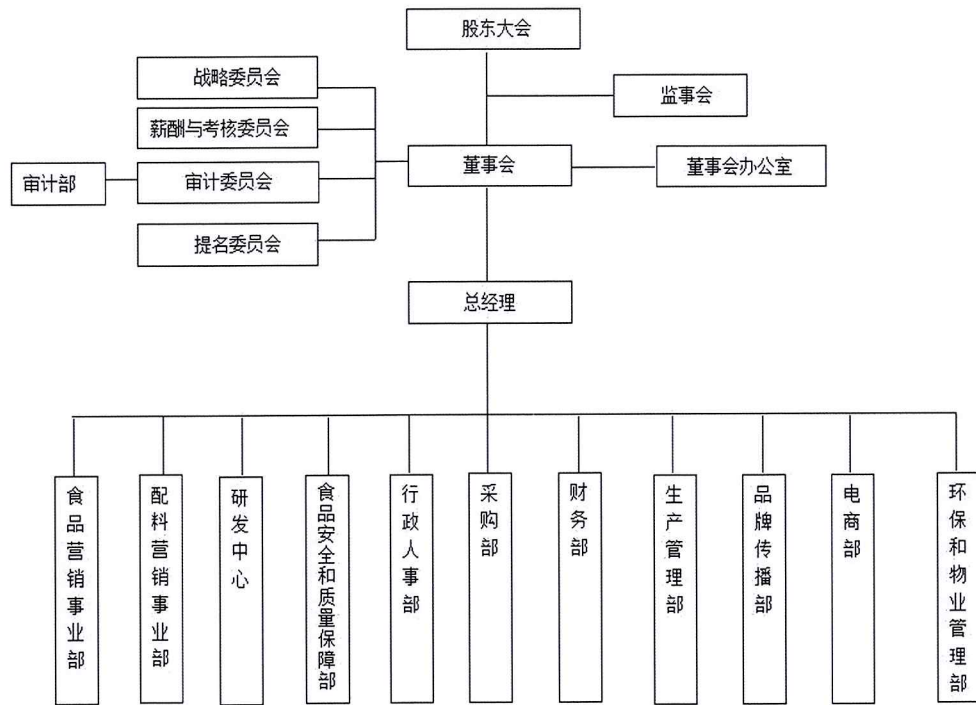 股东大会
战略委员会
监事会
薪酬与考核委员会
董事会
董事会办公室
审计部
审计委员会
提名委员会
总经理
食品营销事业部
配料营销事业部
研发中心
食品安全和质量保障部
行政人事部
采购部
财务部
生产管理部
品牌传播部
电商部
环保和物业管理部